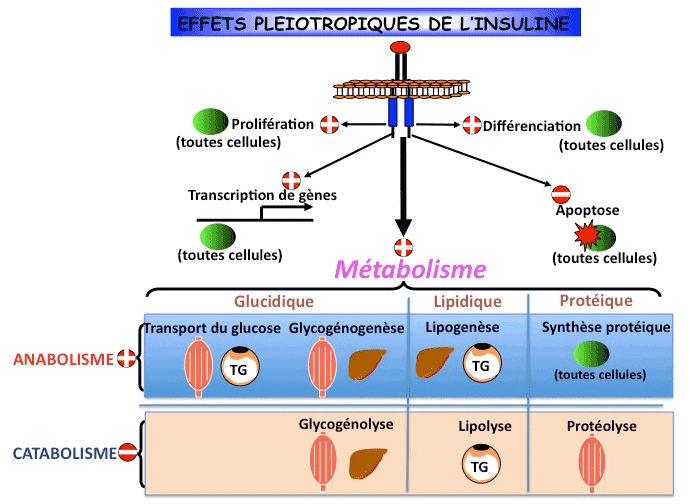 EFFETS PLEIOTROPIQUES DE L'INSULINE
Prolifération
(toutes cellules)
Différenciation
(toutes cellules)
Transcription de gènes
(toutes cellules)
Apoptose
(toutes cellules)
Métabolisme
Glucidique
Lipidique
Protéique
ANABOLISME
Transport du glucose
TG
Glycogénogenèse
Lipogenèse
TG
Synthèse protéique
(toutes cellules)
CATABOLISME
Glycogénolyse
Lipolyse
TG
Protéolyse